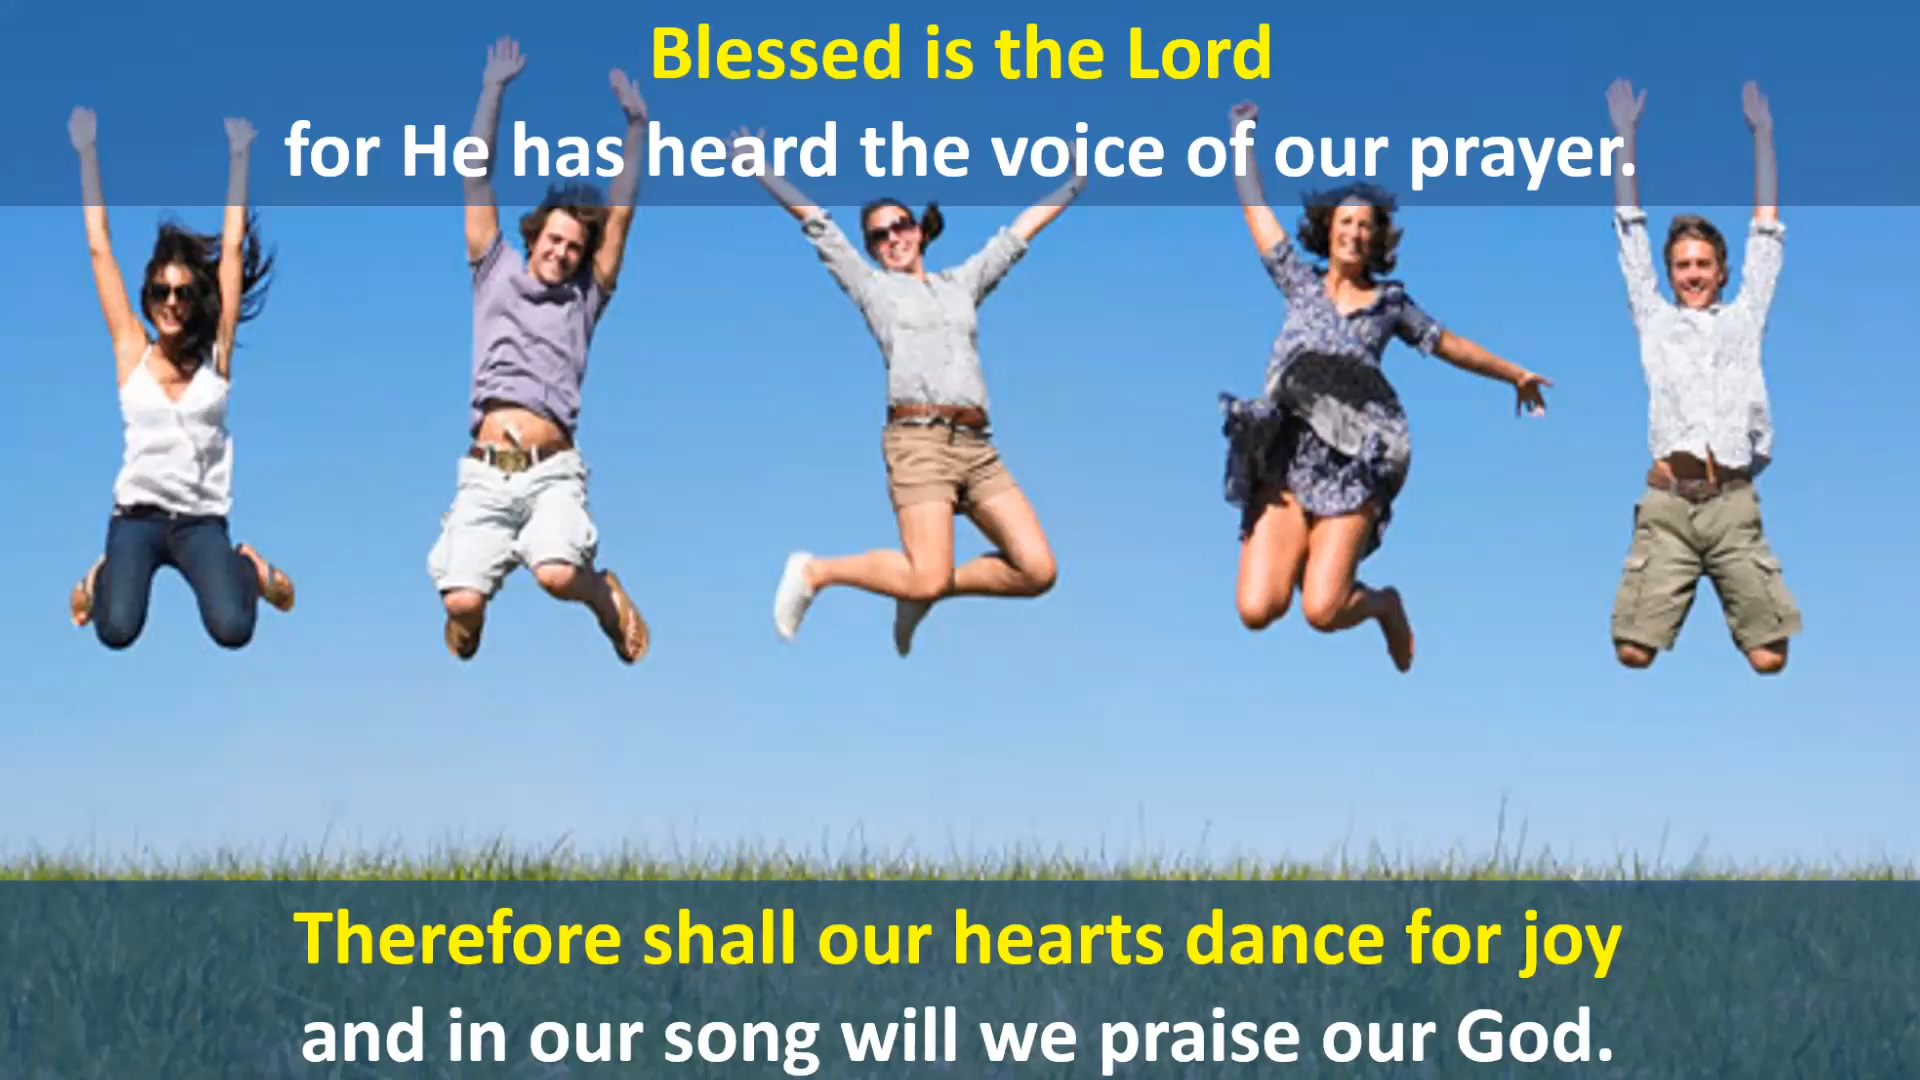 Blessed is the Lord
for He has heard the voice of our prayer.
Therefore shall our hearts dance for joy
and in our song will we praise our God.